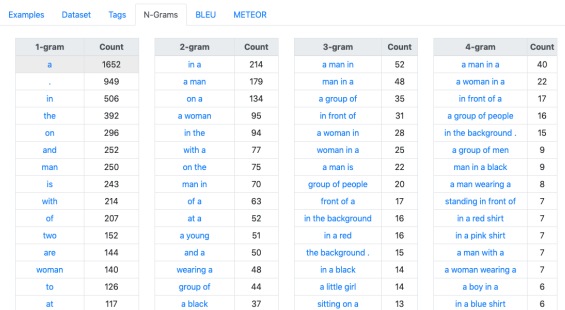 Examples Dataset Tags N-Grams BLEU METEOR
1-gram Count 2-gram Count 3-gram Count 4-gram Count
a 1652 in a 214 a man in 52 a man in a 40
. 949 a man 179 man in a 48 a woman in a 22
in 506 on a 134 a group of 35 in front of a 17
the 392 a woman 95 in front of 31 a group of people 16
on 296 in the 94 a woman in 28 in the background . 15
and 252 with a 77 woman in a 25 a group of men 9
man 250 on the 75 a man is 22 man in a black 9
is 243 man in 70 group of people 20 a man wearing a 8
with 214 of a 63 front of a 17 standing in front of 7
of 207 at a 52 in the background 16 in a red shirt 7
two 152 a young 51 in a red 16 in a pink shirt 7
are 144 and a 50 the background . 15 a man with a 7
woman 140 wearing a 48 in a black 14 a woman wearing a 7
to 126 group of 44 a little girl 14 a boy in a 6
at 117 a black 37 sitting on a 13 in a blue shirt 6